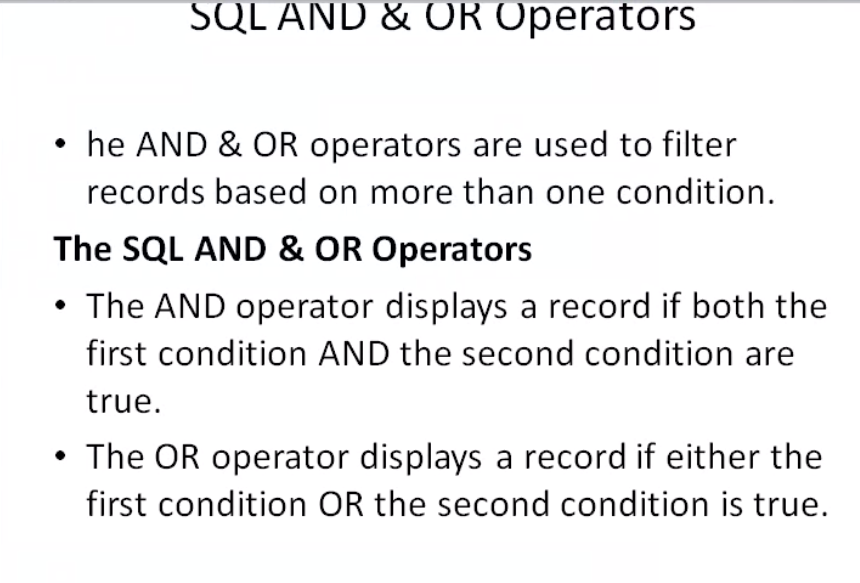 SQL AND & OR Operators
• he AND & OR operators are used to filter
records based on more than one condition.
The SQL AND & OR Operators
• The AND operator displays a record if both the
first condition AND the second condition are
true.
• The OR operator displays a record if either the
first condition OR the second condition is true.